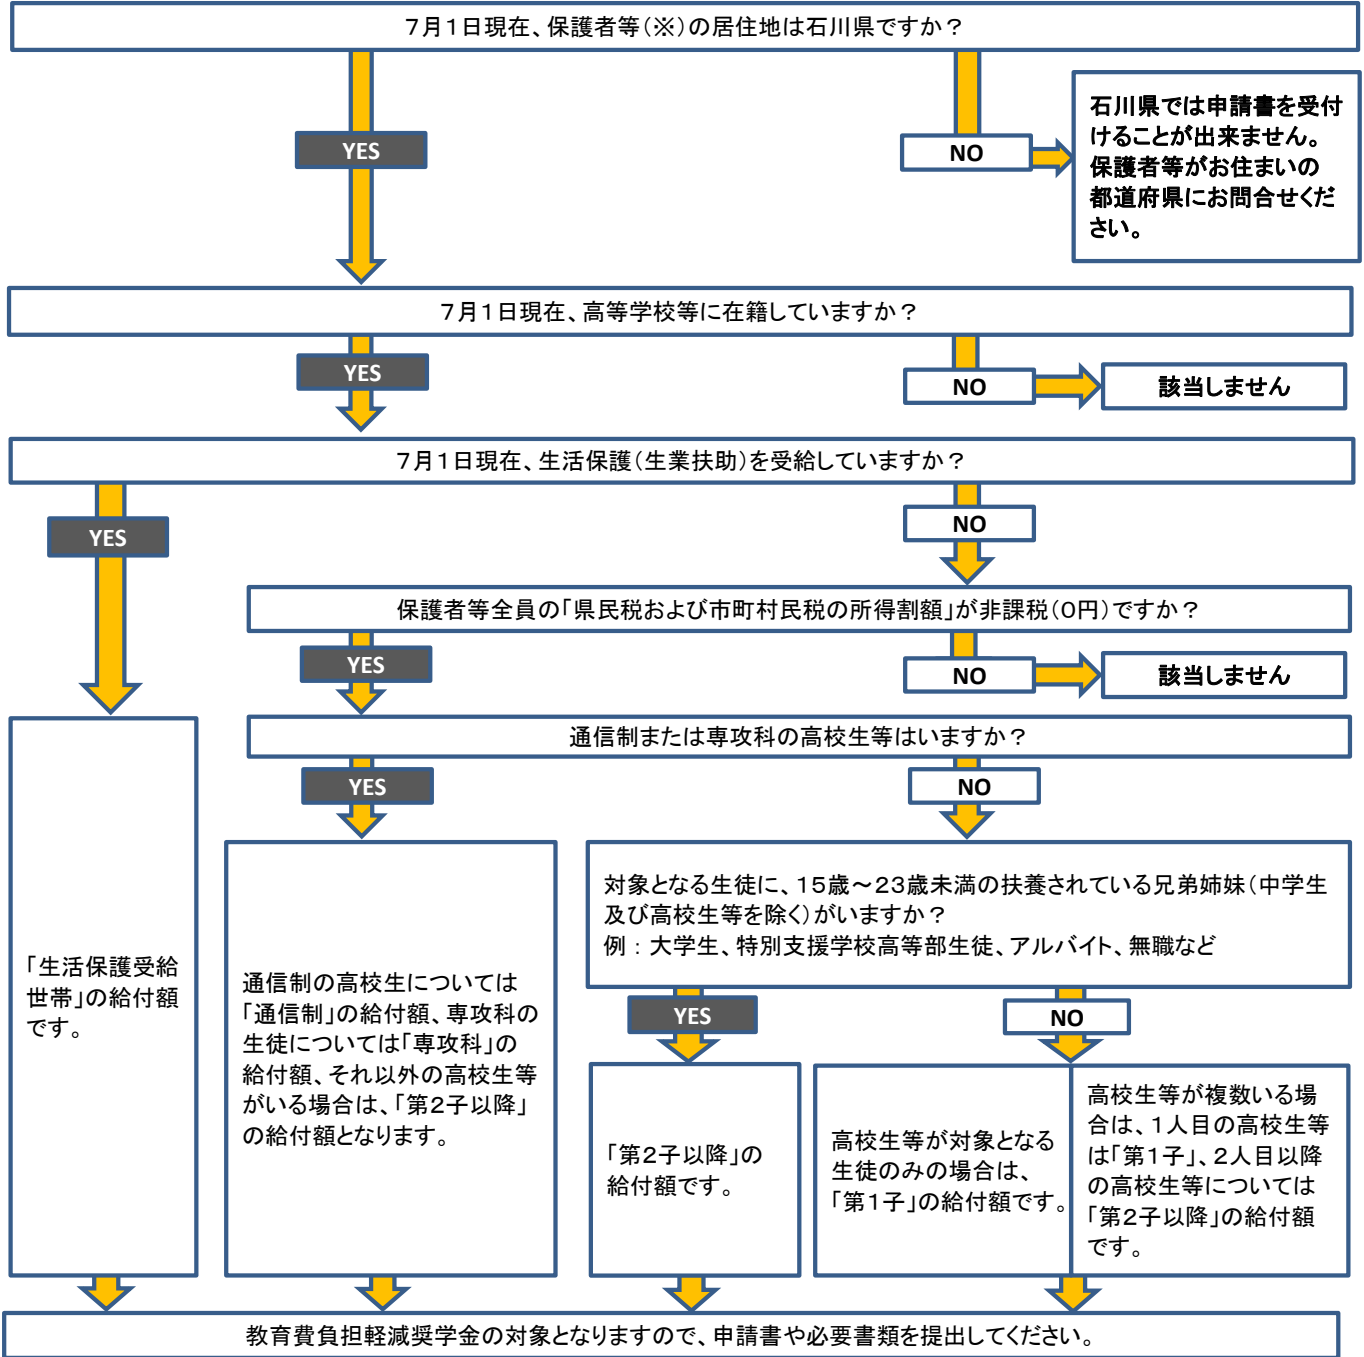 7月1日現在、保護者等(※)の居住地は石川県ですか?
YES
NO
石川県では申請書を受付
けることが出来ません。
保護者等がお住まいの
都道府県にお問合せくだ
さい。
7月1日現在、高等学校等に在籍していますか?
YES
NO
該当しません
7月1日現在、生活保護(生業扶助)を受給していますか?
YES
NO
保護者等全員の「県民税および市町村民税の所得割額」が非課税(0円)ですか?
YES
NO
該当しません
通信制または専攻科の高校生等はいますか?
YES
NO
対象となる生徒に、15歳～23歳未満の扶養されている兄弟姉妹(中学生
及び高校生等を除く)がいますか?
例:大学生、特別支援学校高等部生徒、アルバイト、無職など
YES
NO
「生活保護受給
世帯」の給付額
です。
通信制の高校生については
「通信制」の給付額、専攻科の
生徒については「専攻科」の
給付額、それ以外の高校生等
がいる場合は、「第2子以降」
の給付額となります。
「第2子以降」の
給付額です。
高校生等が対象となる
生徒のみの場合は、
「第1子」の給付額です。
高校生等が複数いる場
合は、1人目の高校生等
は「第1子」、2人目以降
の高校生等については
「第2子以降」の給付額
です。
教育費負担軽減奨学金の対象となりますので、申請書や必要書類を提出してください。